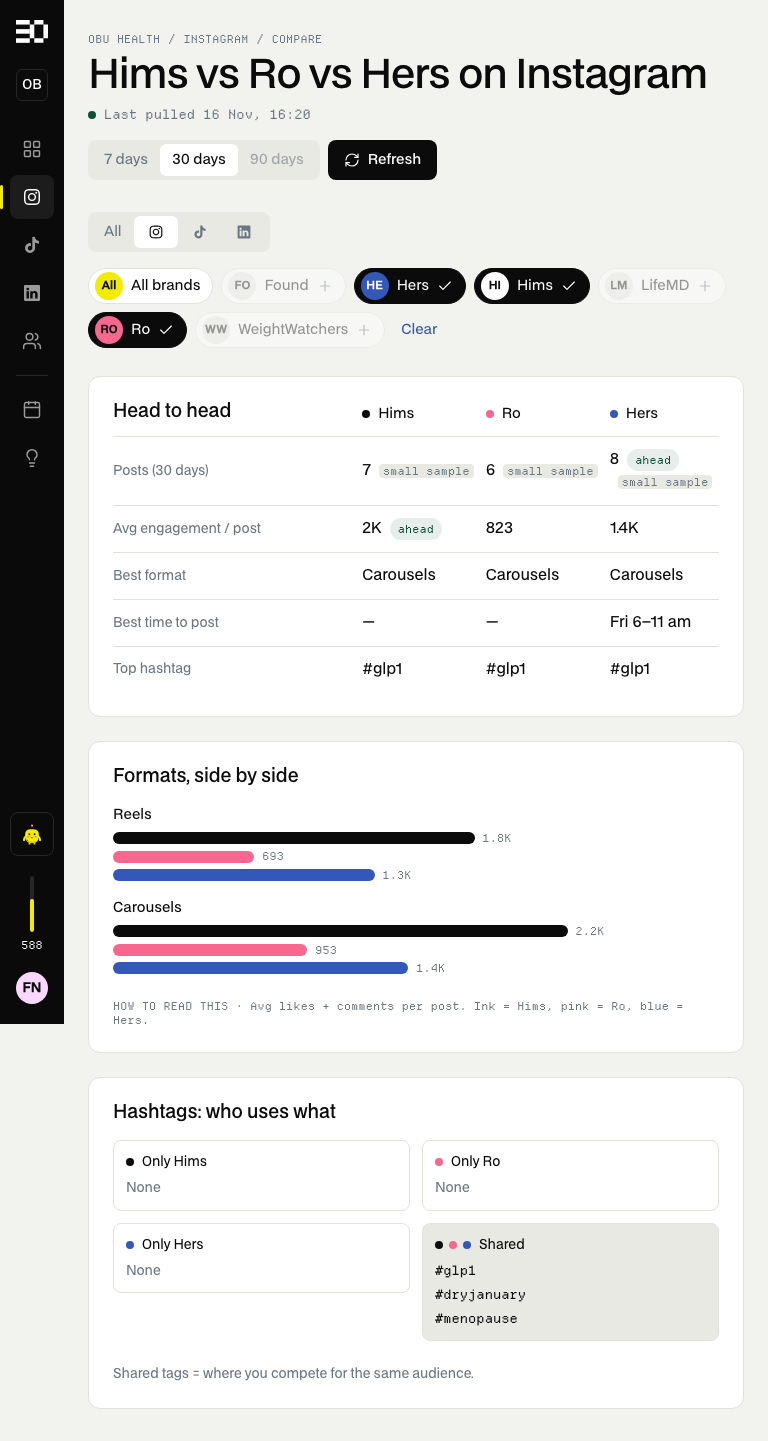 OBU HEALTH / INSTAGRAM / COMPARE
Hims vs Ro vs Hers on Instagram
Last pulled 16 Nov, 16:20
7 days 30 days 90 days Refresh
All
All All brands FO Found HE Hers HI Hims LM LifeMD
RO Ro WW WeightWatchers Clear
OB
588
FN
Head to head Hims Ro Hers
Posts (30 days) 7 small sample 6 small sample 8 ahead
small sample
Avg engagement / post 2K ahead 823 1.4K
Best format Carousels Carousels Carousels
Best time to post — — Fri 6–11 am
Top hashtag #glp1 #glp1 #glp1
Formats, side by side
Reels
1.8K
693
1.3K
Carousels
2.2K
953
1.4K
HOW TO READ THIS · Avg likes + comments per post. Ink = Hims, pink = Ro, blue =
Hers.
Hashtags: who uses what
Only Hims
None
Only Ro
None
Only Hers
None
Shared
#glp1
#dryjanuary
#menopause
Shared tags = where you compete for the same audience.